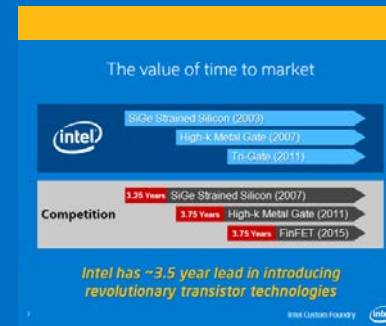 The value of time to market
intel
SiGe Strained Silicon (2003)
High-k Metal Gate (2007)
Tri-Gate (2011)
Competition
3.25 Years SiGe Strained Silicon (2007)
3.75 Years High-k Metal Gate (2011)
3.75 Years FinFET (2015)
Intel has ~3.5 year lead in introducing
revolutionary transistor technologies
Intel Custom Foundry
intel